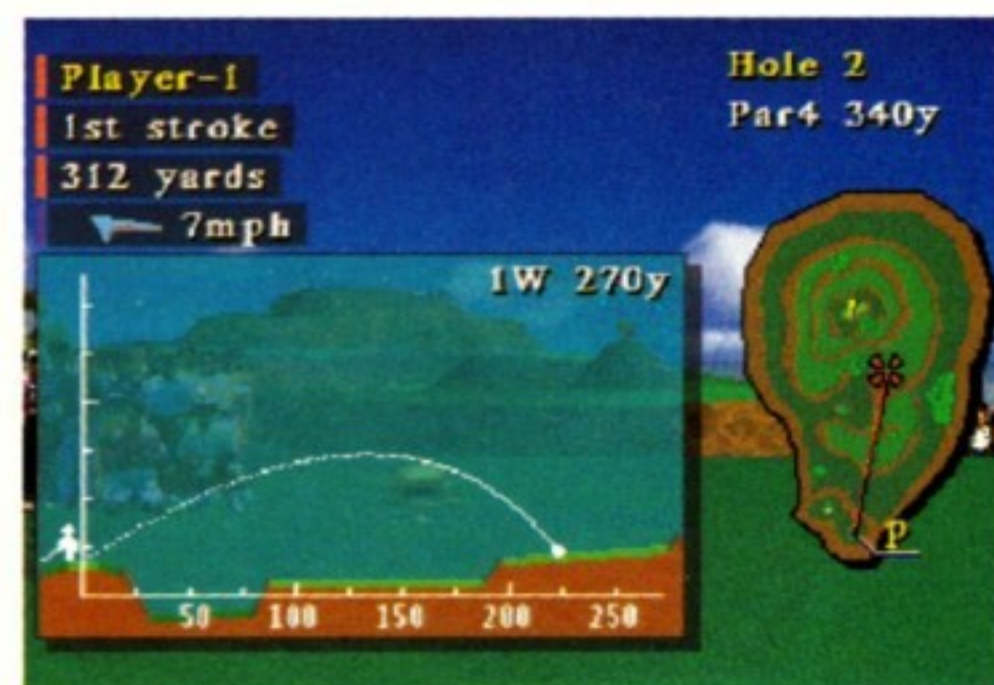 Player-1
1st stroke
312 yards
7mph
Hole 2
Par4 340y
1W 270y
P
50 100 150 200 250